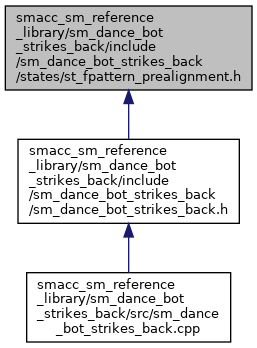 smacc_sm_reference
_library/sm_dance_bot
_strikes_back/include
/sm_dance_bot_strikes_back
/states/st_fpattern_prealignment.h
smacc_sm_reference
_library/sm_dance_bot
_strikes_back/include
/sm_dance_bot_strikes_back
/sm_dance_bot_strikes_back.h
smacc_sm_reference
_library/sm_dance_bot
_strikes_back/src/sm_dance
_bot_strikes_back.cpp